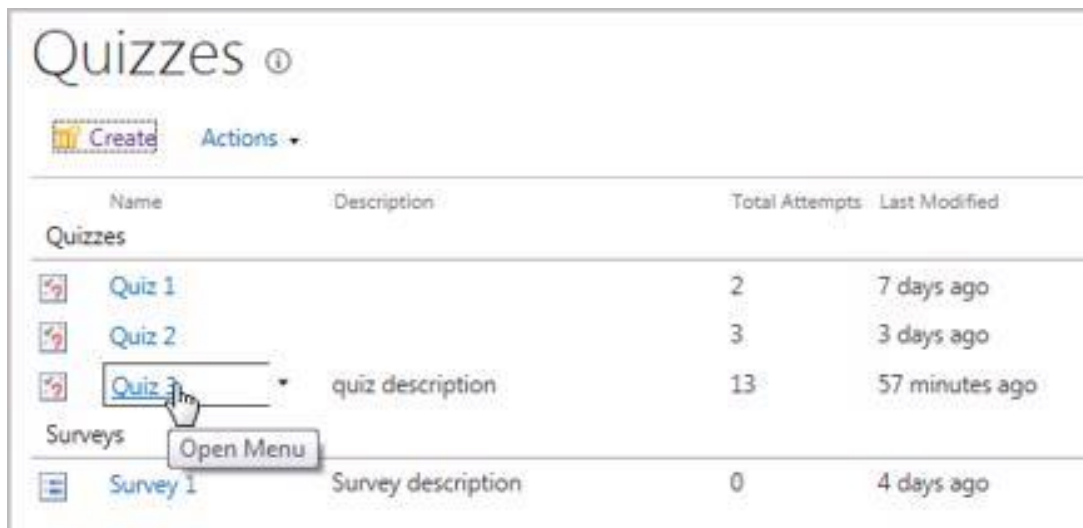 Quizzes
Create Actions
Name Description Total Attempts Last Modified
Quizzes
Quiz 1 2 7 days ago
Quiz 2 3 3 days ago
Quiz quiz description 13 57 minutes ago
Surveys
Open Menu
Survey 1 Survey description 0 4 days ago